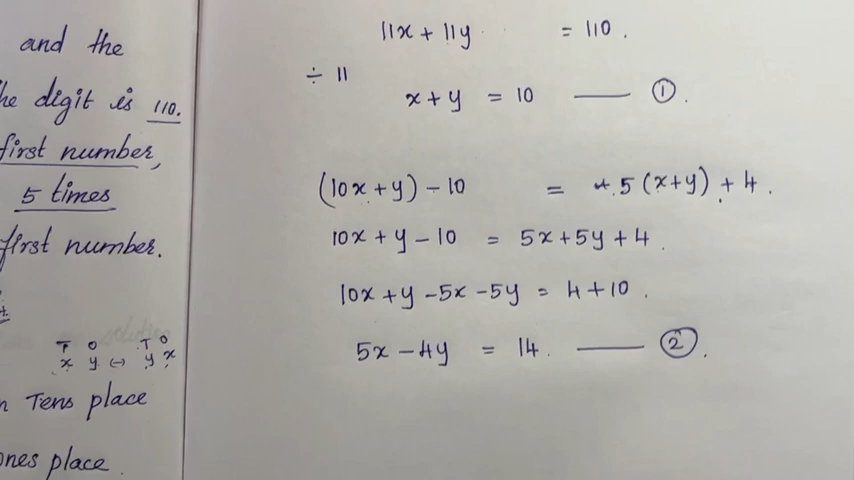 and the
he digit is 110.
first number,
5 times
first number.
T O T O
x y ↔ y x
Tens place
ones place.
11x + 11y = 110.
÷ 11
x + y = 10 —— ①.
(10x + y) - 10 = 5 (x+y) + 4.
10x + y - 10 = 5x + 5y + 4.
10x + y - 5x - 5y = 4 + 10.
5x - 4y = 14. —— ②.